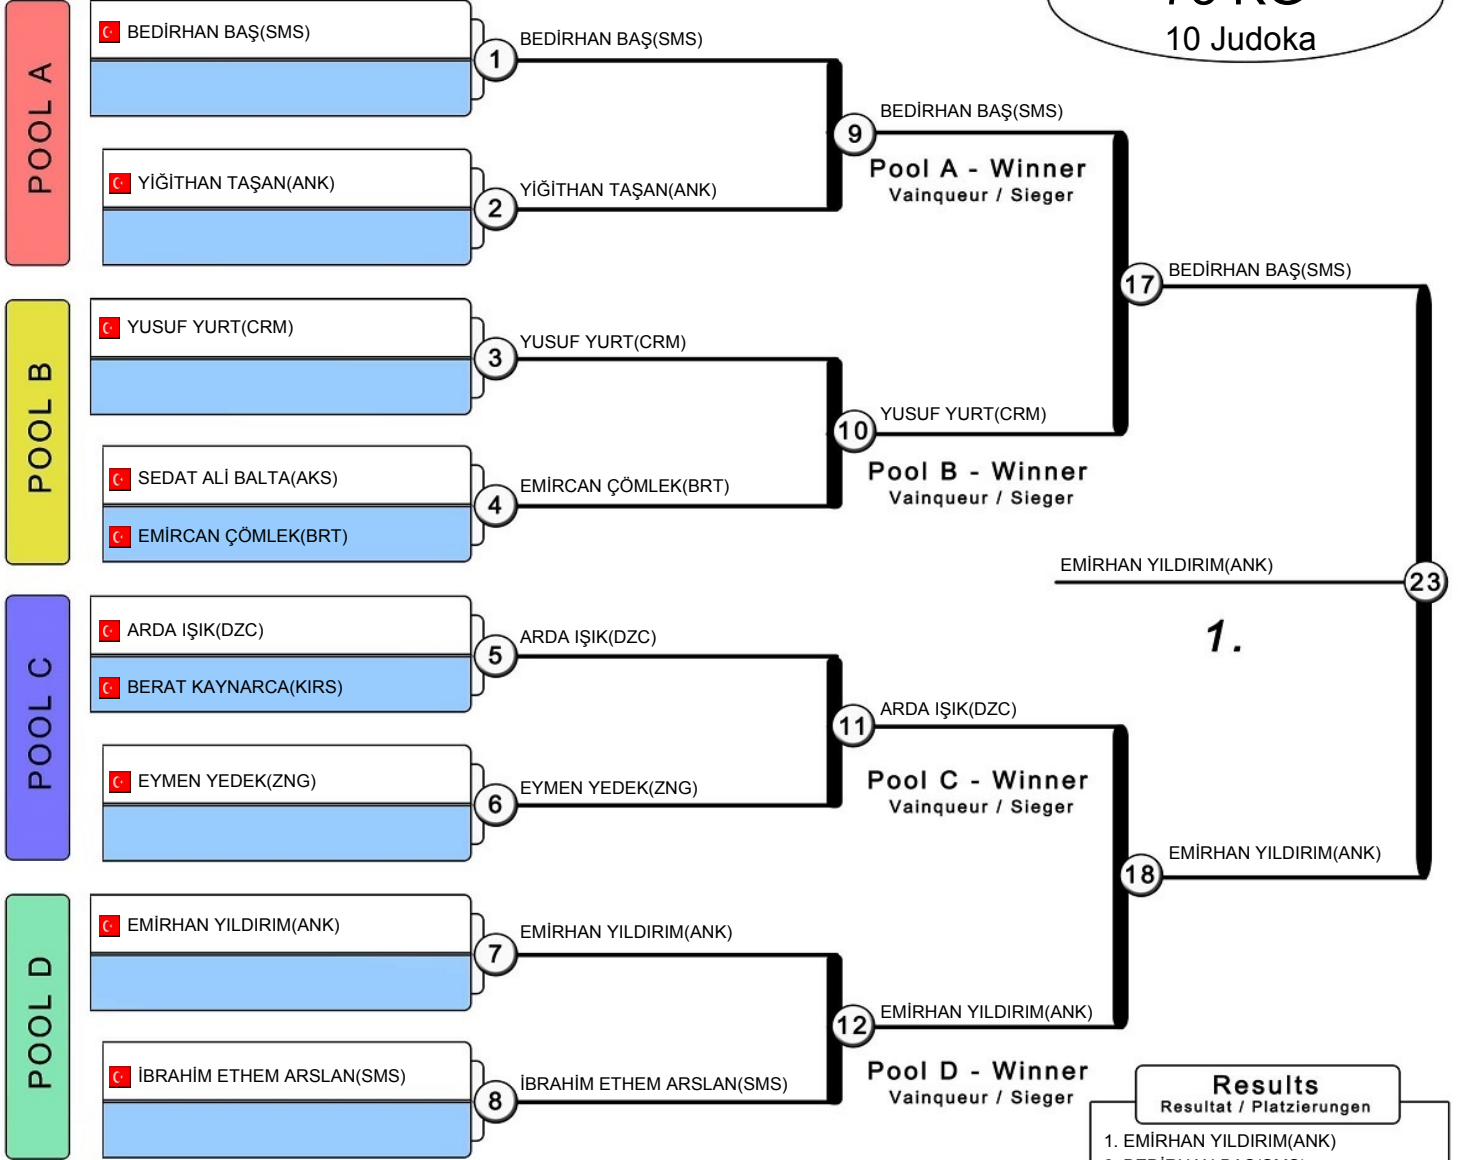 10 Judoka
POOL A
BEDİRHAN BAŞ(SMS)
1
BEDİRHAN BAŞ(SMS)
YİĞİTHAN TAŞAN(ANK)
2
YİĞİTHAN TAŞAN(ANK)
9
BEDİRHAN BAŞ(SMS)
Pool A - Winner
Vainqueur / Sieger
POOL B
YUSUF YURT(CRM)
3
YUSUF YURT(CRM)
SEDAT ALİ BALTA(AKS)
EMİRCAN ÇÖMLEK(BRT)
4
EMİRCAN ÇÖMLEK(BRT)
10
YUSUF YURT(CRM)
Pool B - Winner
Vainqueur / Sieger
17
BEDİRHAN BAŞ(SMS)
EMİRHAN YILDIRIM(ANK)
23
1.
POOL C
ARDA IŞIK(DZC)
BERAT KAYNARCA(KIRS)
5
ARDA IŞIK(DZC)
EYMEN YEDEK(ZNG)
6
EYMEN YEDEK(ZNG)
11
ARDA IŞIK(DZC)
Pool C - Winner
Vainqueur / Sieger
18
EMİRHAN YILDIRIM(ANK)
POOL D
EMİRHAN YILDIRIM(ANK)
7
EMİRHAN YILDIRIM(ANK)
İBRAHİM ETHEM ARSLAN(SMS)
8
İBRAHİM ETHEM ARSLAN(SMS)
12
EMİRHAN YILDIRIM(ANK)
Pool D - Winner
Vainqueur / Sieger
Results
Resultat / Platzierungen
1. EMİRHAN YILDIRIM(ANK)